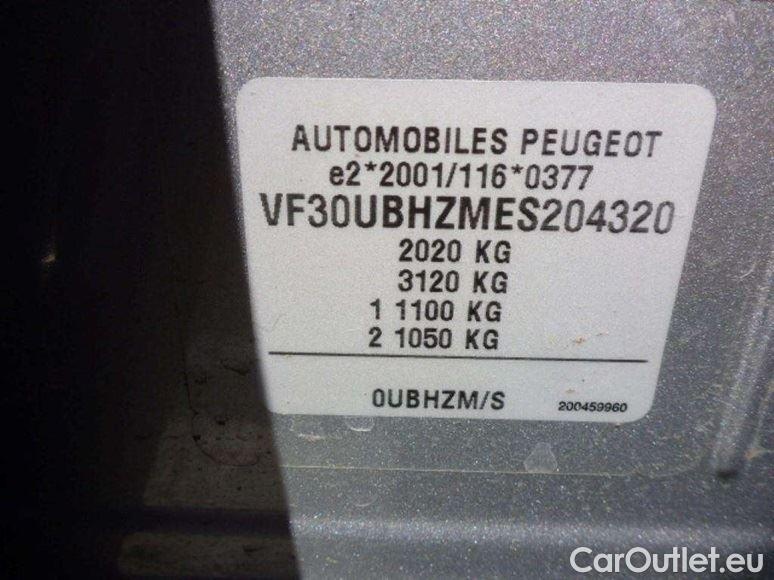 AUTOMOBILES PEUGEOT
e2*2001/116*0377
VF30UBHZMES204320
2020 KG
3120 KG
1 1100 KG
2 1050 KG
0UBHZM/S 200459960
CarOutlet.eu